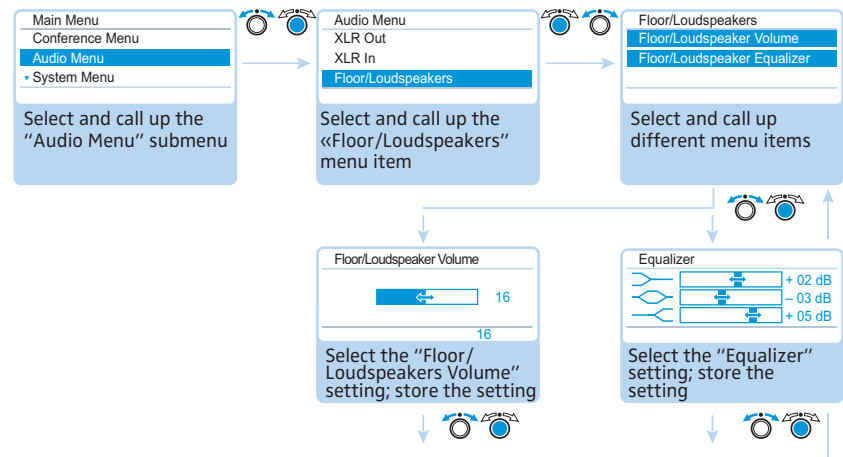 Main Menu
Conference Menu
Audio Menu
System Menu
Select and call up the
"Audio Menu" submenu
Audio Menu
XLR Out
XLR In
Floor/Loudspeakers
Select and call up the
«Floor/Loudspeakers"
menu item
Floor/Loudspeakers
Floor/Loudspeaker Volume
Floor/Loudspeaker Equalizer
Select and call up
different menu items
Floor/Loudspeaker Volume
16
16
Select the "Floor/
Loudspeakers Volume"
setting; store the setting
Equalizer
+ 02 dB
– 03 dB
+ 05 dB
Select the "Equalizer"
setting; store the
setting